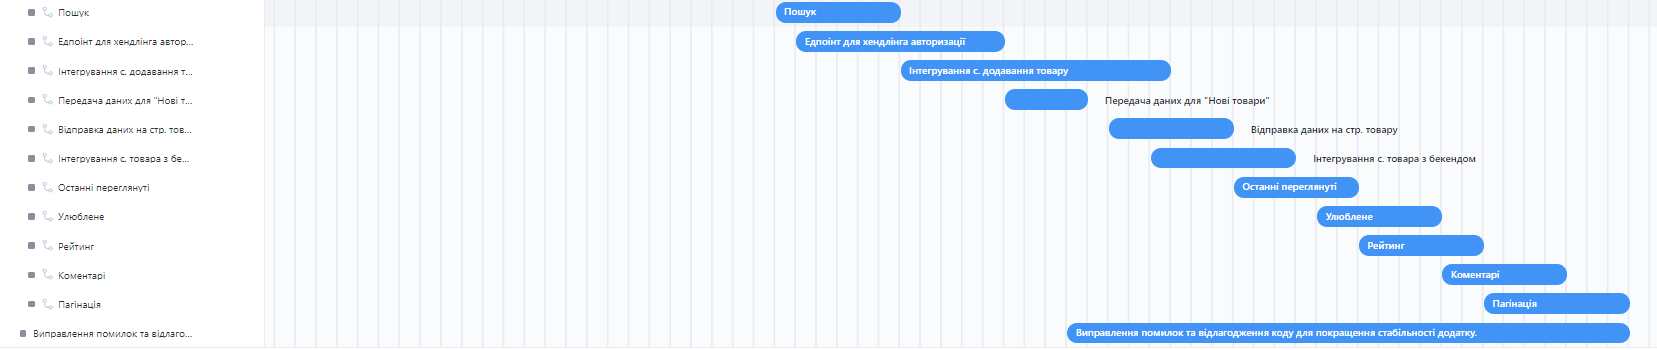 Пошук
Пошук
Едпоінт для хендлінга автор...
Едпоінт для хендлінга авторизації
Інтегрування с. додавання т...
Інтегрування с. додавання товару
Передача даних для "Нові т...
Передача даних для "Нові товари"
Відправка даних на стр. тов...
Відправка даних на стр. товару
Інтегрування с. товара з бе...
Інтегрування с. товара з бекендом
Останні переглянуті
Останні переглянуті
Улюблене
Улюблене
Рейтинг
Рейтинг
Коментарі
Коментарі
Пагінація
Пагінація
Виправлення помилок та відлаго...
Виправлення помилок та відлагодження коду для покращення стабільності додатку.